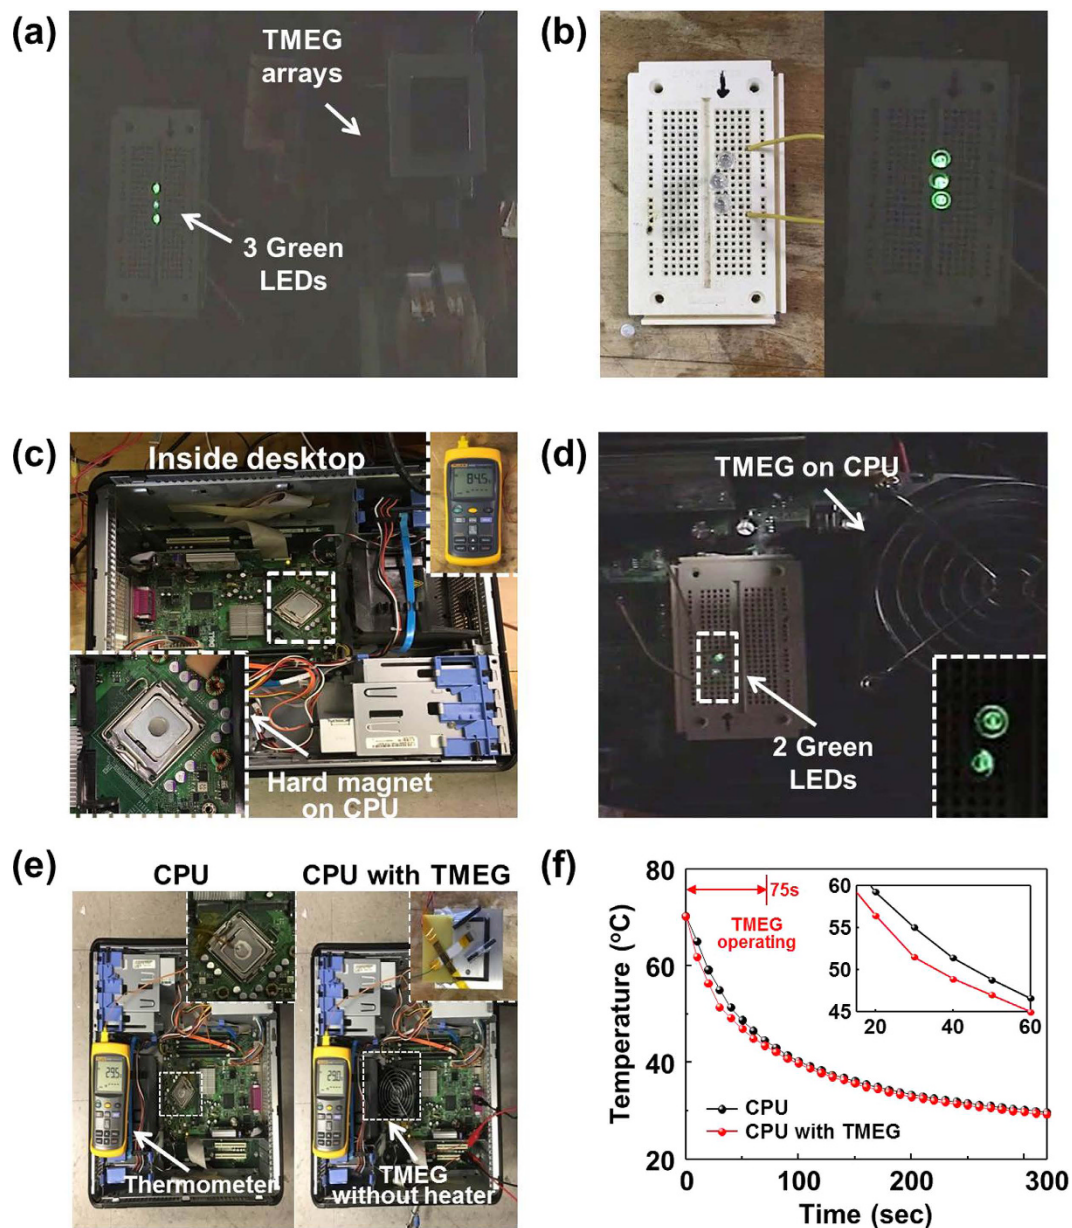 (a)
TMEG
arrays
3 Green
LEDs
(b)
(c)
Inside desktop
84.5
Hard magnet
on CPU
(d)
TMEG on CPU
2 Green
LEDs
(e)
CPU
CPU with TMEG
29.5
29.0
Thermometer
TMEG
without heater
(f)
80
60
40
20
Temperature (°C)
75s
TMEG
operating
60
55
50
45
20
40
60
CPU
CPU with TMEG
0
100
200
300
Time (sec)